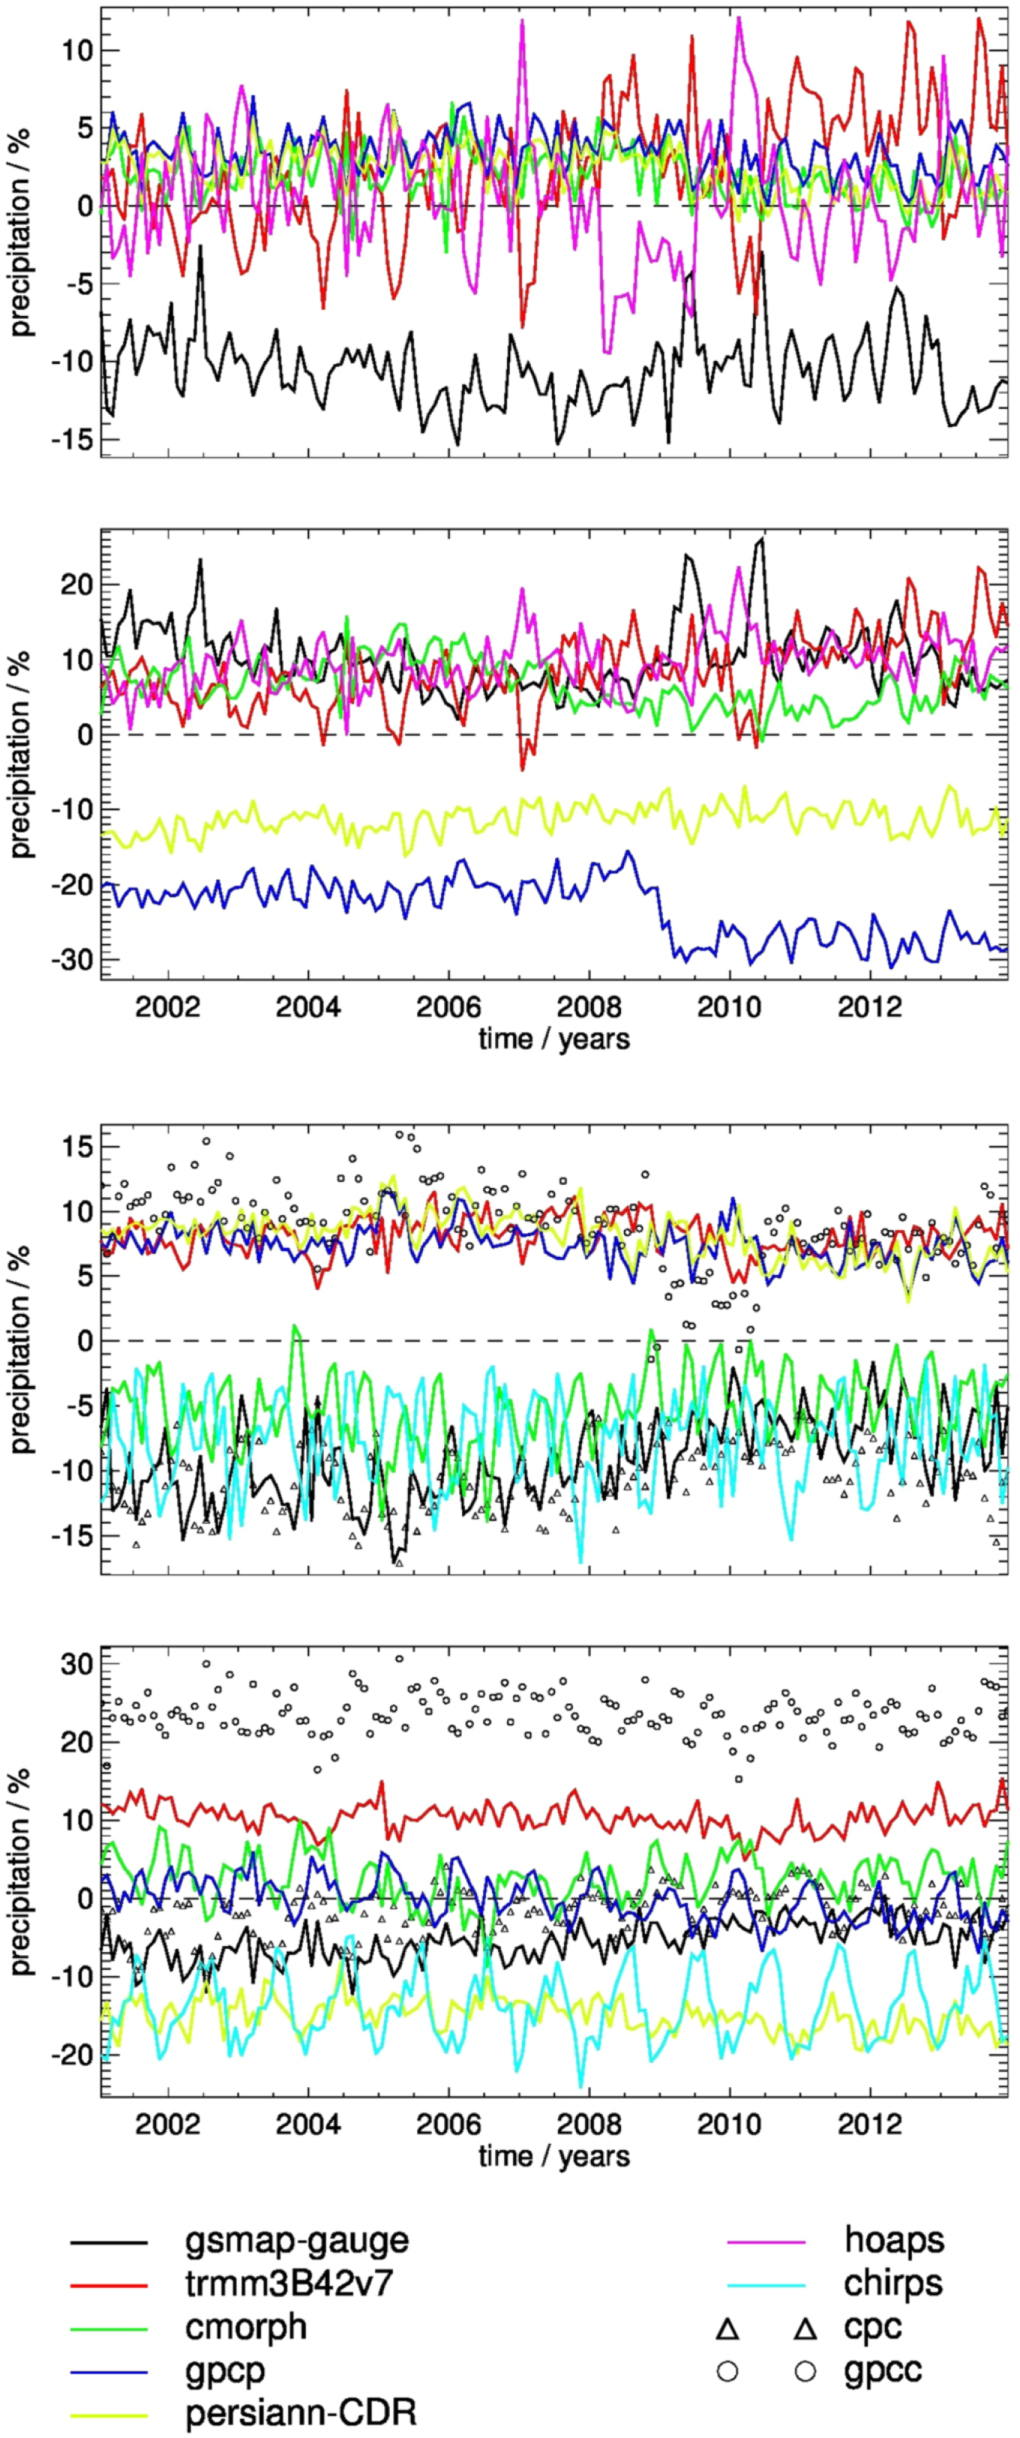 precipitation / %
10
5
0
-5
-10
-15
precipitation / %
20
10
0
-10
-20
-30
2002 2004 2006 2008 2010 2012
time / years
precipitation / %
15
10
5
0
-5
-10
-15
precipitation / %
30
20
10
0
-10
-20
2002 2004 2006 2008 2010 2012
time / years
gsmap-gauge
trmm3B42v7
cmorph
gpcp
persiann-CDR
hoaps
chirps
cpc
gpcc